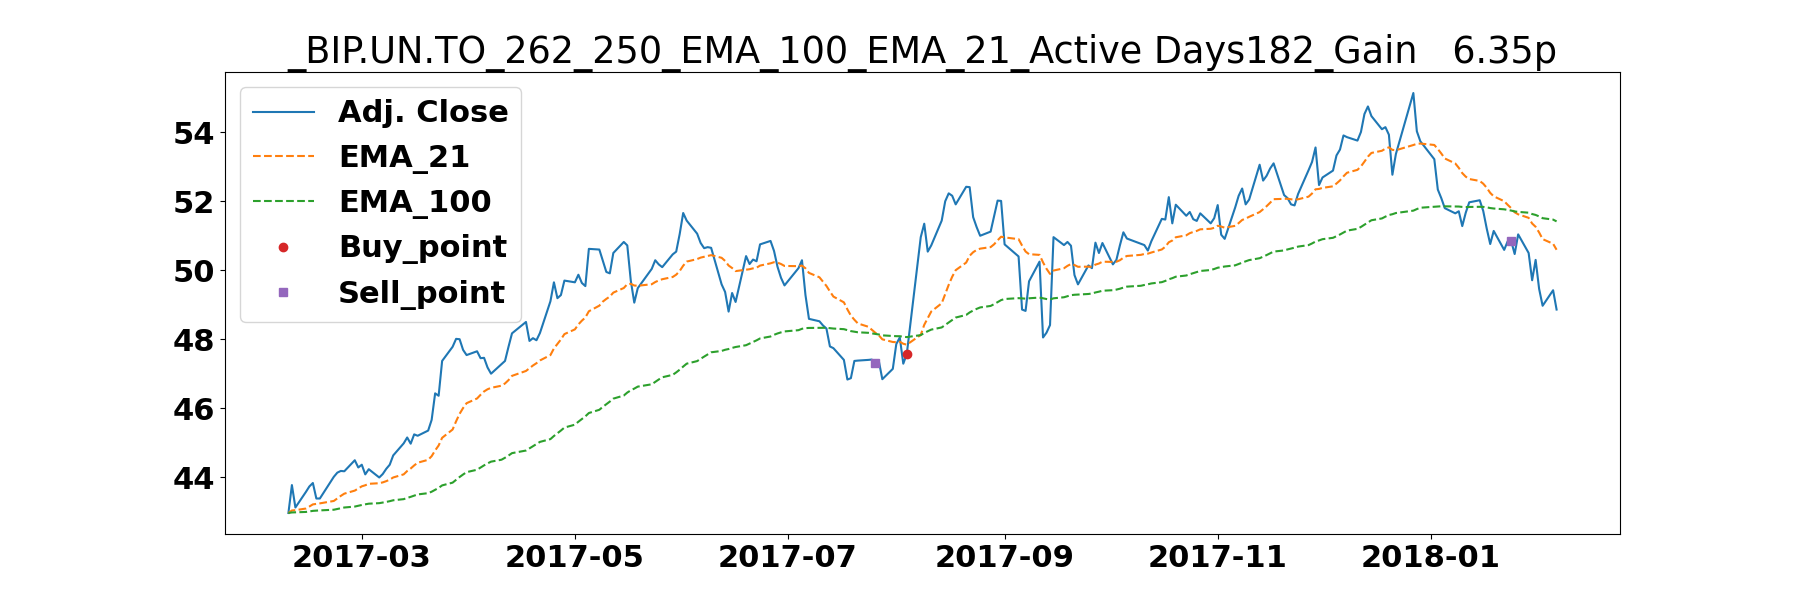 _BIP.UN.TO_262_250_EMA_100_EMA_21_Active Days182_Gain   6.35p
Adj. Close
EMA_21
EMA_100
Buy_point
Sell_point
54
52
50
48
46
44
2017-03 2017-05 2017-07 2017-09 2017-11 2018-01